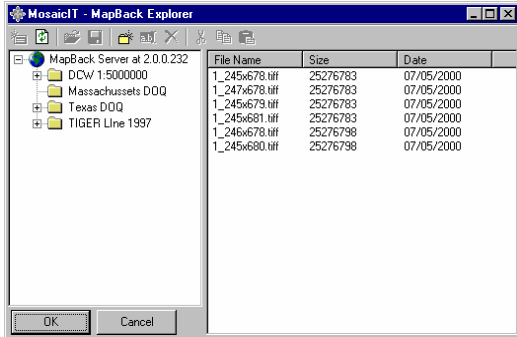 MosaicIT - MapBack Explorer
MapBack Server at 2.0.0.232
DCW 1:5000000
Massachussets DOQ
Texas DOQ
TIGER LIne 1997
File Name Size Date
1_245x678.tiff 25276783 07/05/2000
1_247x678.tiff 25276783 07/05/2000
1_245x679.tiff 25276783 07/05/2000
1_245x681.tiff 25276783 07/05/2000
1_246x678.tiff 25276798 07/05/2000
1_245x680.tiff 25276798 07/05/2000
OK Cancel